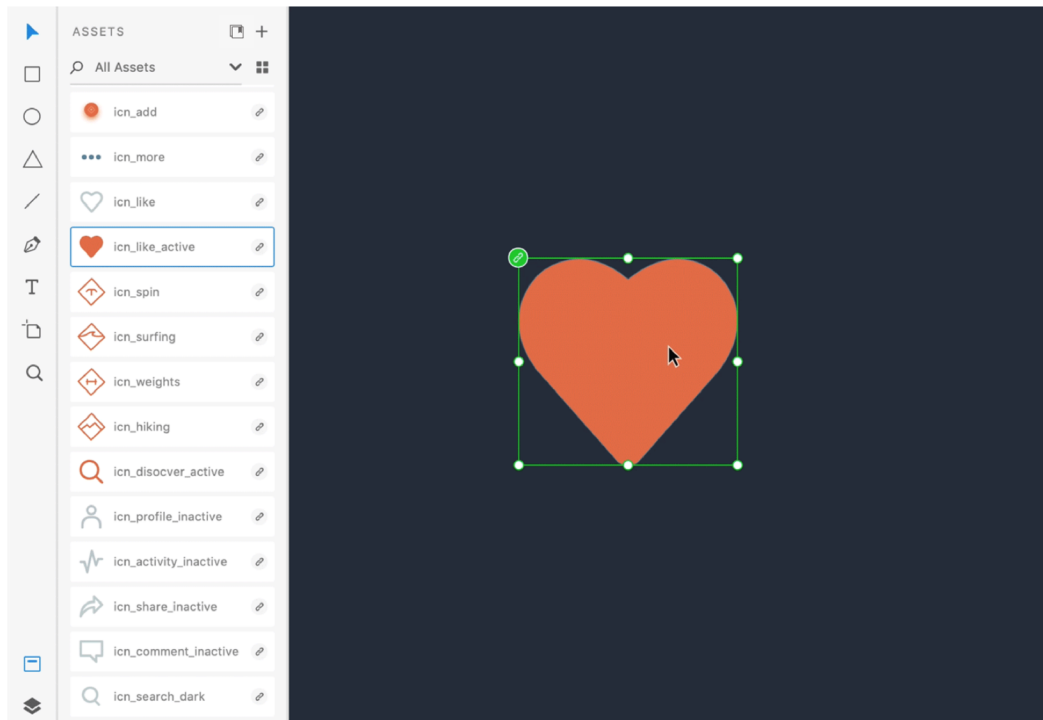 ASSETS
All Assets
icn_add
icn_more
icn_like
icn_like_active
icn_spin
icn_surfing
icn_weights
icn_hiking
icn_disocver_active
icn_profile_inactive
icn_activity_inactive
icn_share_inactive
icn_comment_inactive
icn_search_dark